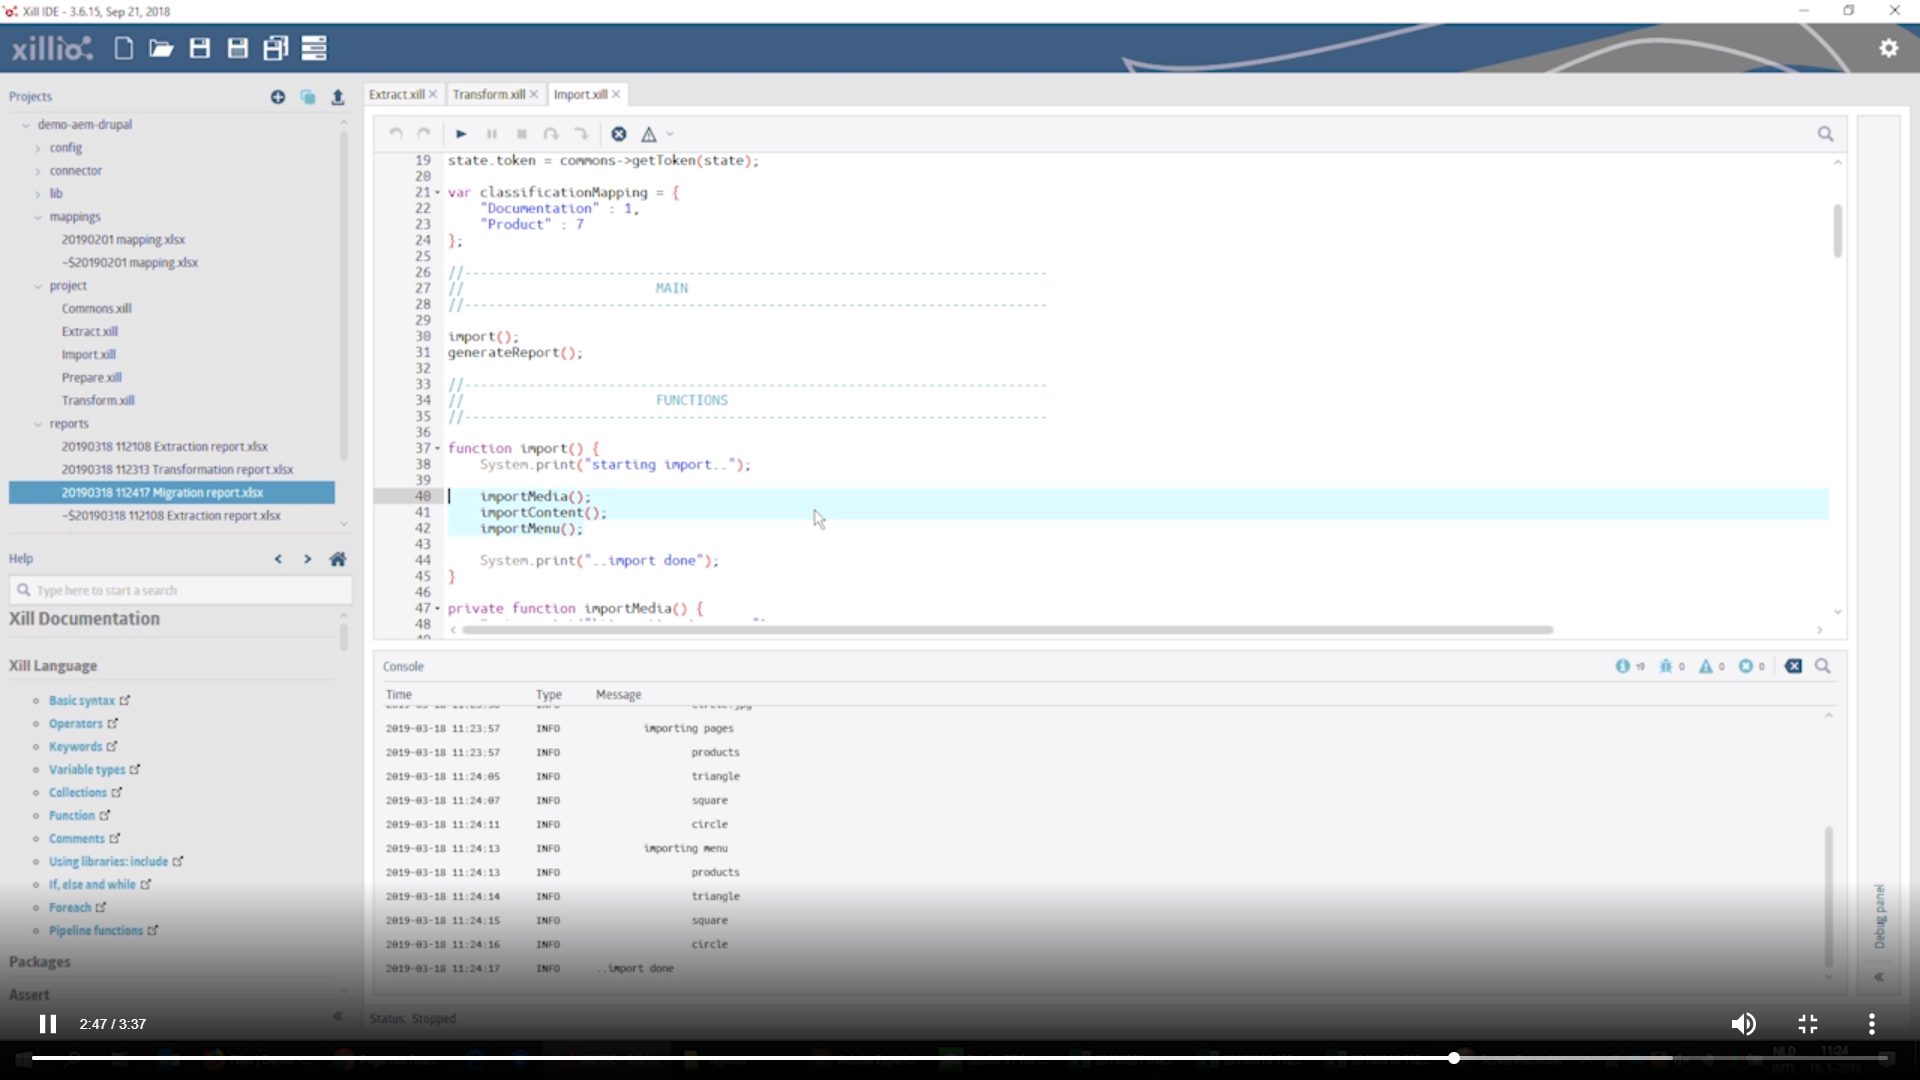 Xill IDE - 3.6.15, Sep 21, 2018
xillio
Projects
demo-aem-drupal
config
connector
lib
mappings
20190201 mapping.xlsx
~$20190201 mapping.xlsx
project
Commons.xill
Extract.xill
Import.xill
Prepare.xill
Transform.xill
reports
20190318 112108 Extraction report.xlsx
20190318 112313 Transformation report.xlsx
20190318 112417 Migration report.xlsx
~$20190318 112108 Extraction report.xlsx
Help
Type here to start a search
Xill Documentation
Xill Language
Basic syntax
Operators
Keywords
Variable types
Collections
Function
Comments
Using libraries: include
If, else and while
Foreach
Pipeline functions
Packages
Assert
Extract.xill Transform.xill Import.xill
19 state.token = commons->getToken(state);
20
21 var classificationMapping = {
22 "Documentation" : 1,
23 "Product" : 7
24 };
25
26 //------------------------------------------------------------------------
27 // MAIN
28 //------------------------------------------------------------------------
29
30 import();
31 generateReport();
32
33 //------------------------------------------------------------------------
34 // FUNCTIONS
35 //------------------------------------------------------------------------
36
37 function import() {
38 System.print("starting import..");
39
40 importMedia();
41 importContent();
42 importMenu();
43
44 System.print("..import done");
45 }
46
47 private function importMedia() {
48
Console
19 0 0 0
Time Type Message
circle.jpg
2019-03-18 11:23:57 INFO importing pages
2019-03-18 11:23:57 INFO products
2019-03-18 11:24:05 INFO triangle
2019-03-18 11:24:07 INFO square
2019-03-18 11:24:11 INFO circle
2019-03-18 11:24:13 INFO importing menu
2019-03-18 11:24:13 INFO products
2019-03-18 11:24:14 INFO triangle
2019-03-18 11:24:15 INFO square
2019-03-18 11:24:16 INFO circle
2019-03-18 11:24:17 INFO ..import done
Debug panel
Status: Stopped
2:47 / 3:37
NLD 11:24
INTL 18-3-2019